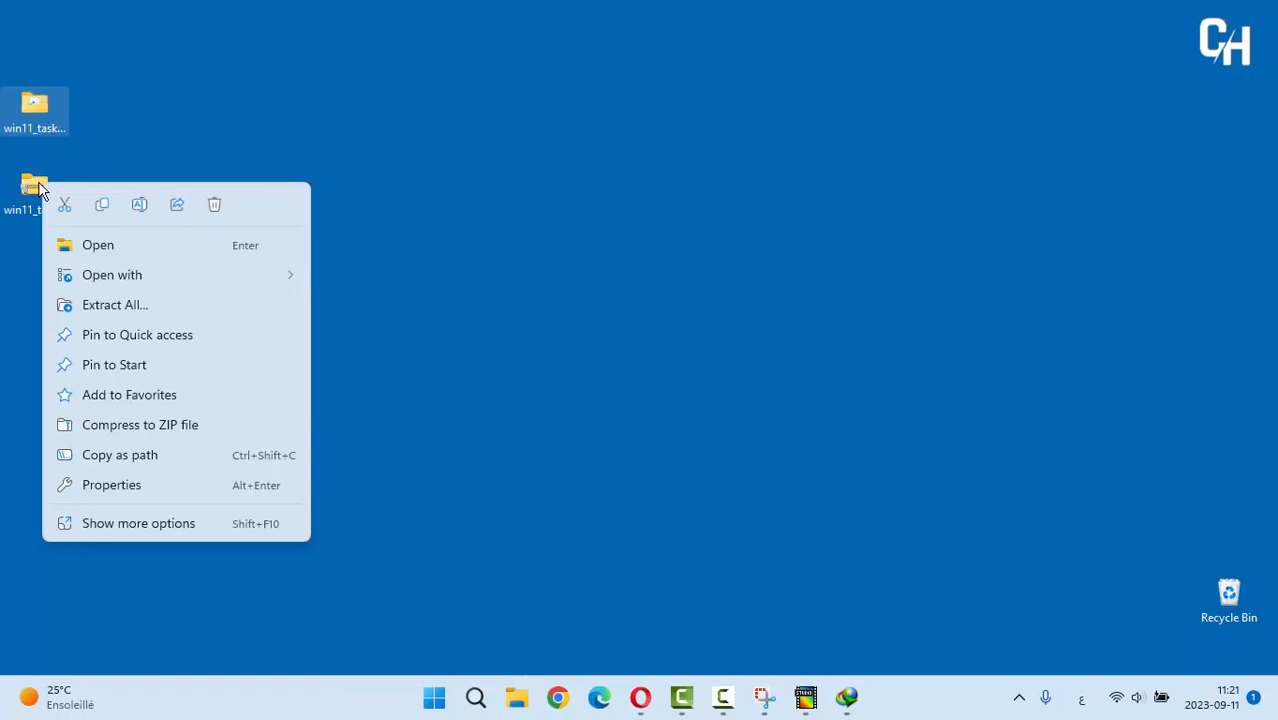 CH
win11_task...
win11_t
Open Enter
Open with
Extract All...
Pin to Quick access
Pin to Start
Add to Favorites
Compress to ZIP file
Copy as path Ctrl+Shift+C
Properties Alt+Enter
Show more options Shift+F10
Recycle Bin
25°C
Ensoleillé
STUDIO
ع
11:21
2023-09-11
1